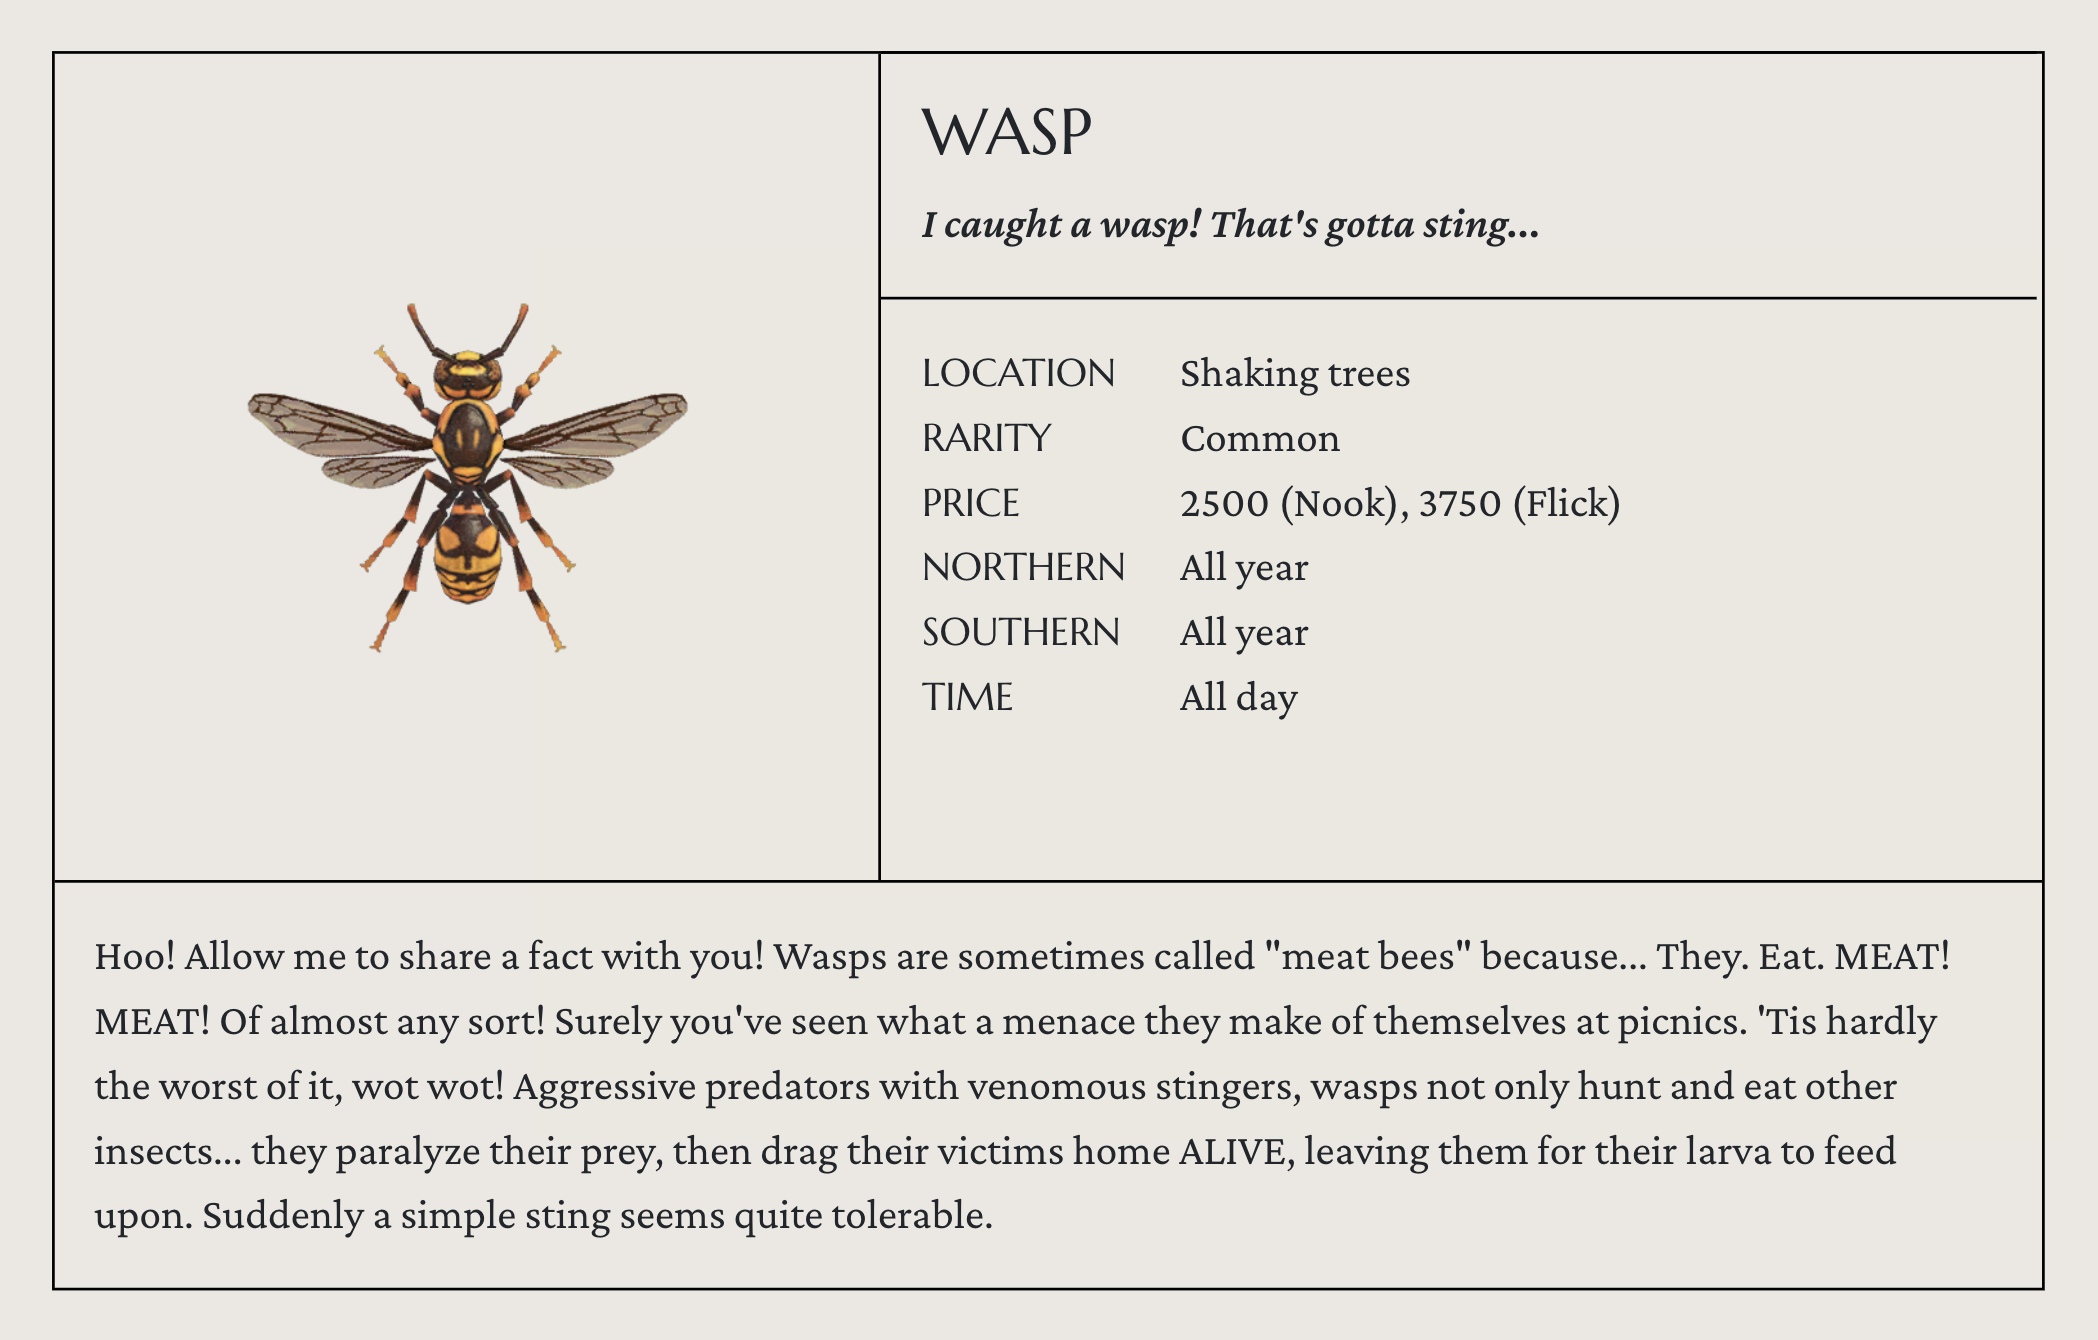 WASP
I caught a wasp! That's gotta sting...
LOCATION Shaking trees
RARITY Common
PRICE 2500 (Nook), 3750 (Flick)
NORTHERN All year
SOUTHERN All year
TIME All day
Hoo! Allow me to share a fact with you! Wasps are sometimes called "meat bees" because... They. Eat. MEAT!
MEAT! Of almost any sort! Surely you've seen what a menace they make of themselves at picnics. 'Tis hardly
the worst of it, wot wot! Aggressive predators with venomous stingers, wasps not only hunt and eat other
insects... they paralyze their prey, then drag their victims home ALIVE, leaving them for their larva to feed
upon. Suddenly a simple sting seems quite tolerable.